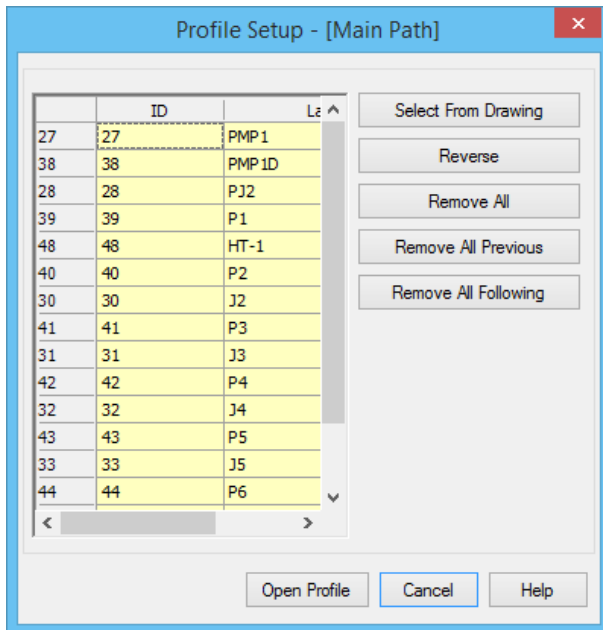 Profile Setup - [Main Path]
ID La
27 27 PMP1
38 38 PMP1D
28 28 PJ2
39 39 P1
48 48 HT-1
40 40 P2
30 30 J2
41 41 P3
31 31 J3
42 42 P4
32 32 J4
43 43 P5
33 33 J5
44 44 P6
Select From Drawing
Reverse
Remove All
Remove All Previous
Remove All Following
Open Profile
Cancel
Help